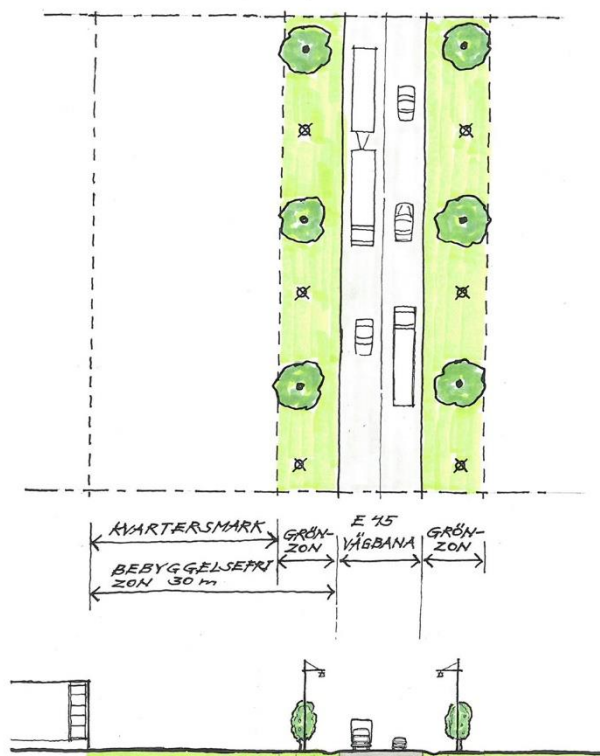 KVARTERSMARK
GRÖN-
ZON
E 45
VÄGBANA
GRÖN-
ZON
BEBYGGELSEFRI
ZON 30 m